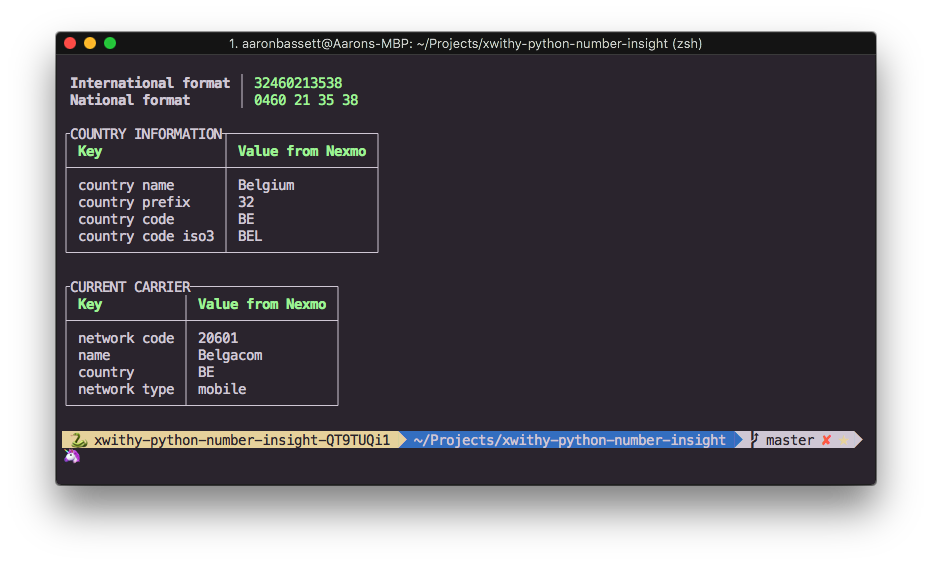 1. aaronbassett@Aarons-MBP: ~/Projects/xwithy-python-number-insight (zsh)
International format 32460213538
National format 0460 21 35 38
COUNTRY INFORMATION
Key Value from Nexmo
country name Belgium
country prefix 32
country code BE
country code iso3 BEL
CURRENT CARRIER
Key Value from Nexmo
network code 20601
name Belgacom
country BE
network type mobile
xwithy-python-number-insight-QT9TUQi1 ~/Projects/xwithy-python-number-insight master ✘